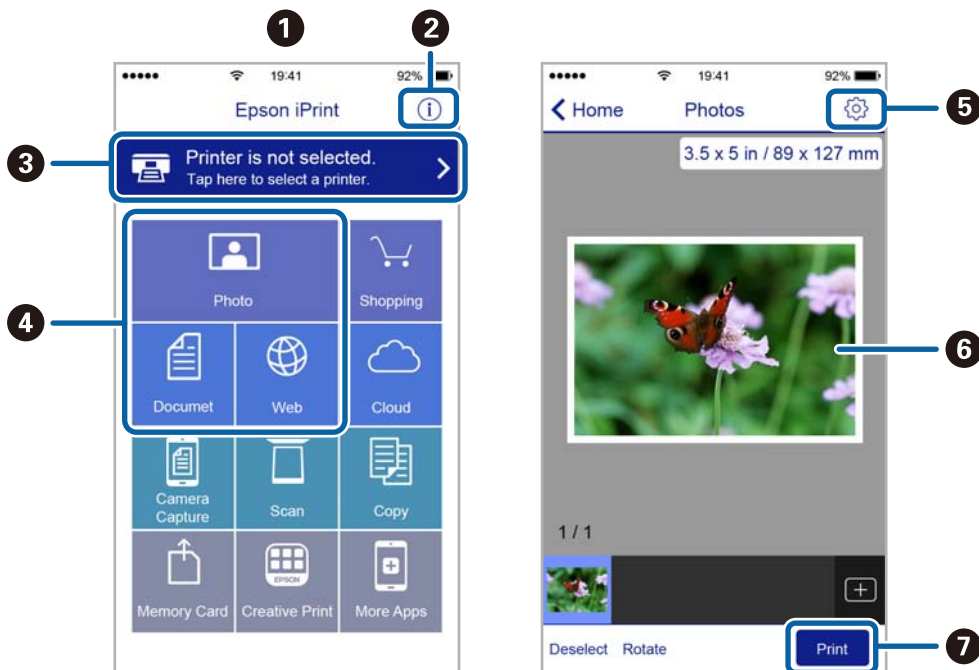 1
2
19:41
92%
Epson iPrint
3
Printer is not selected.
Tap here to select a printer.
4
Photo
Shopping
Documet
Web
Cloud
Camera
Capture
Scan
Copy
Memory Card
EPSON
Creative Print
More Apps
19:41
92%
Home
Photos
5
3.5 x 5 in / 89 x 127 mm
6
1 / 1
Deselect
Rotate
Print
7